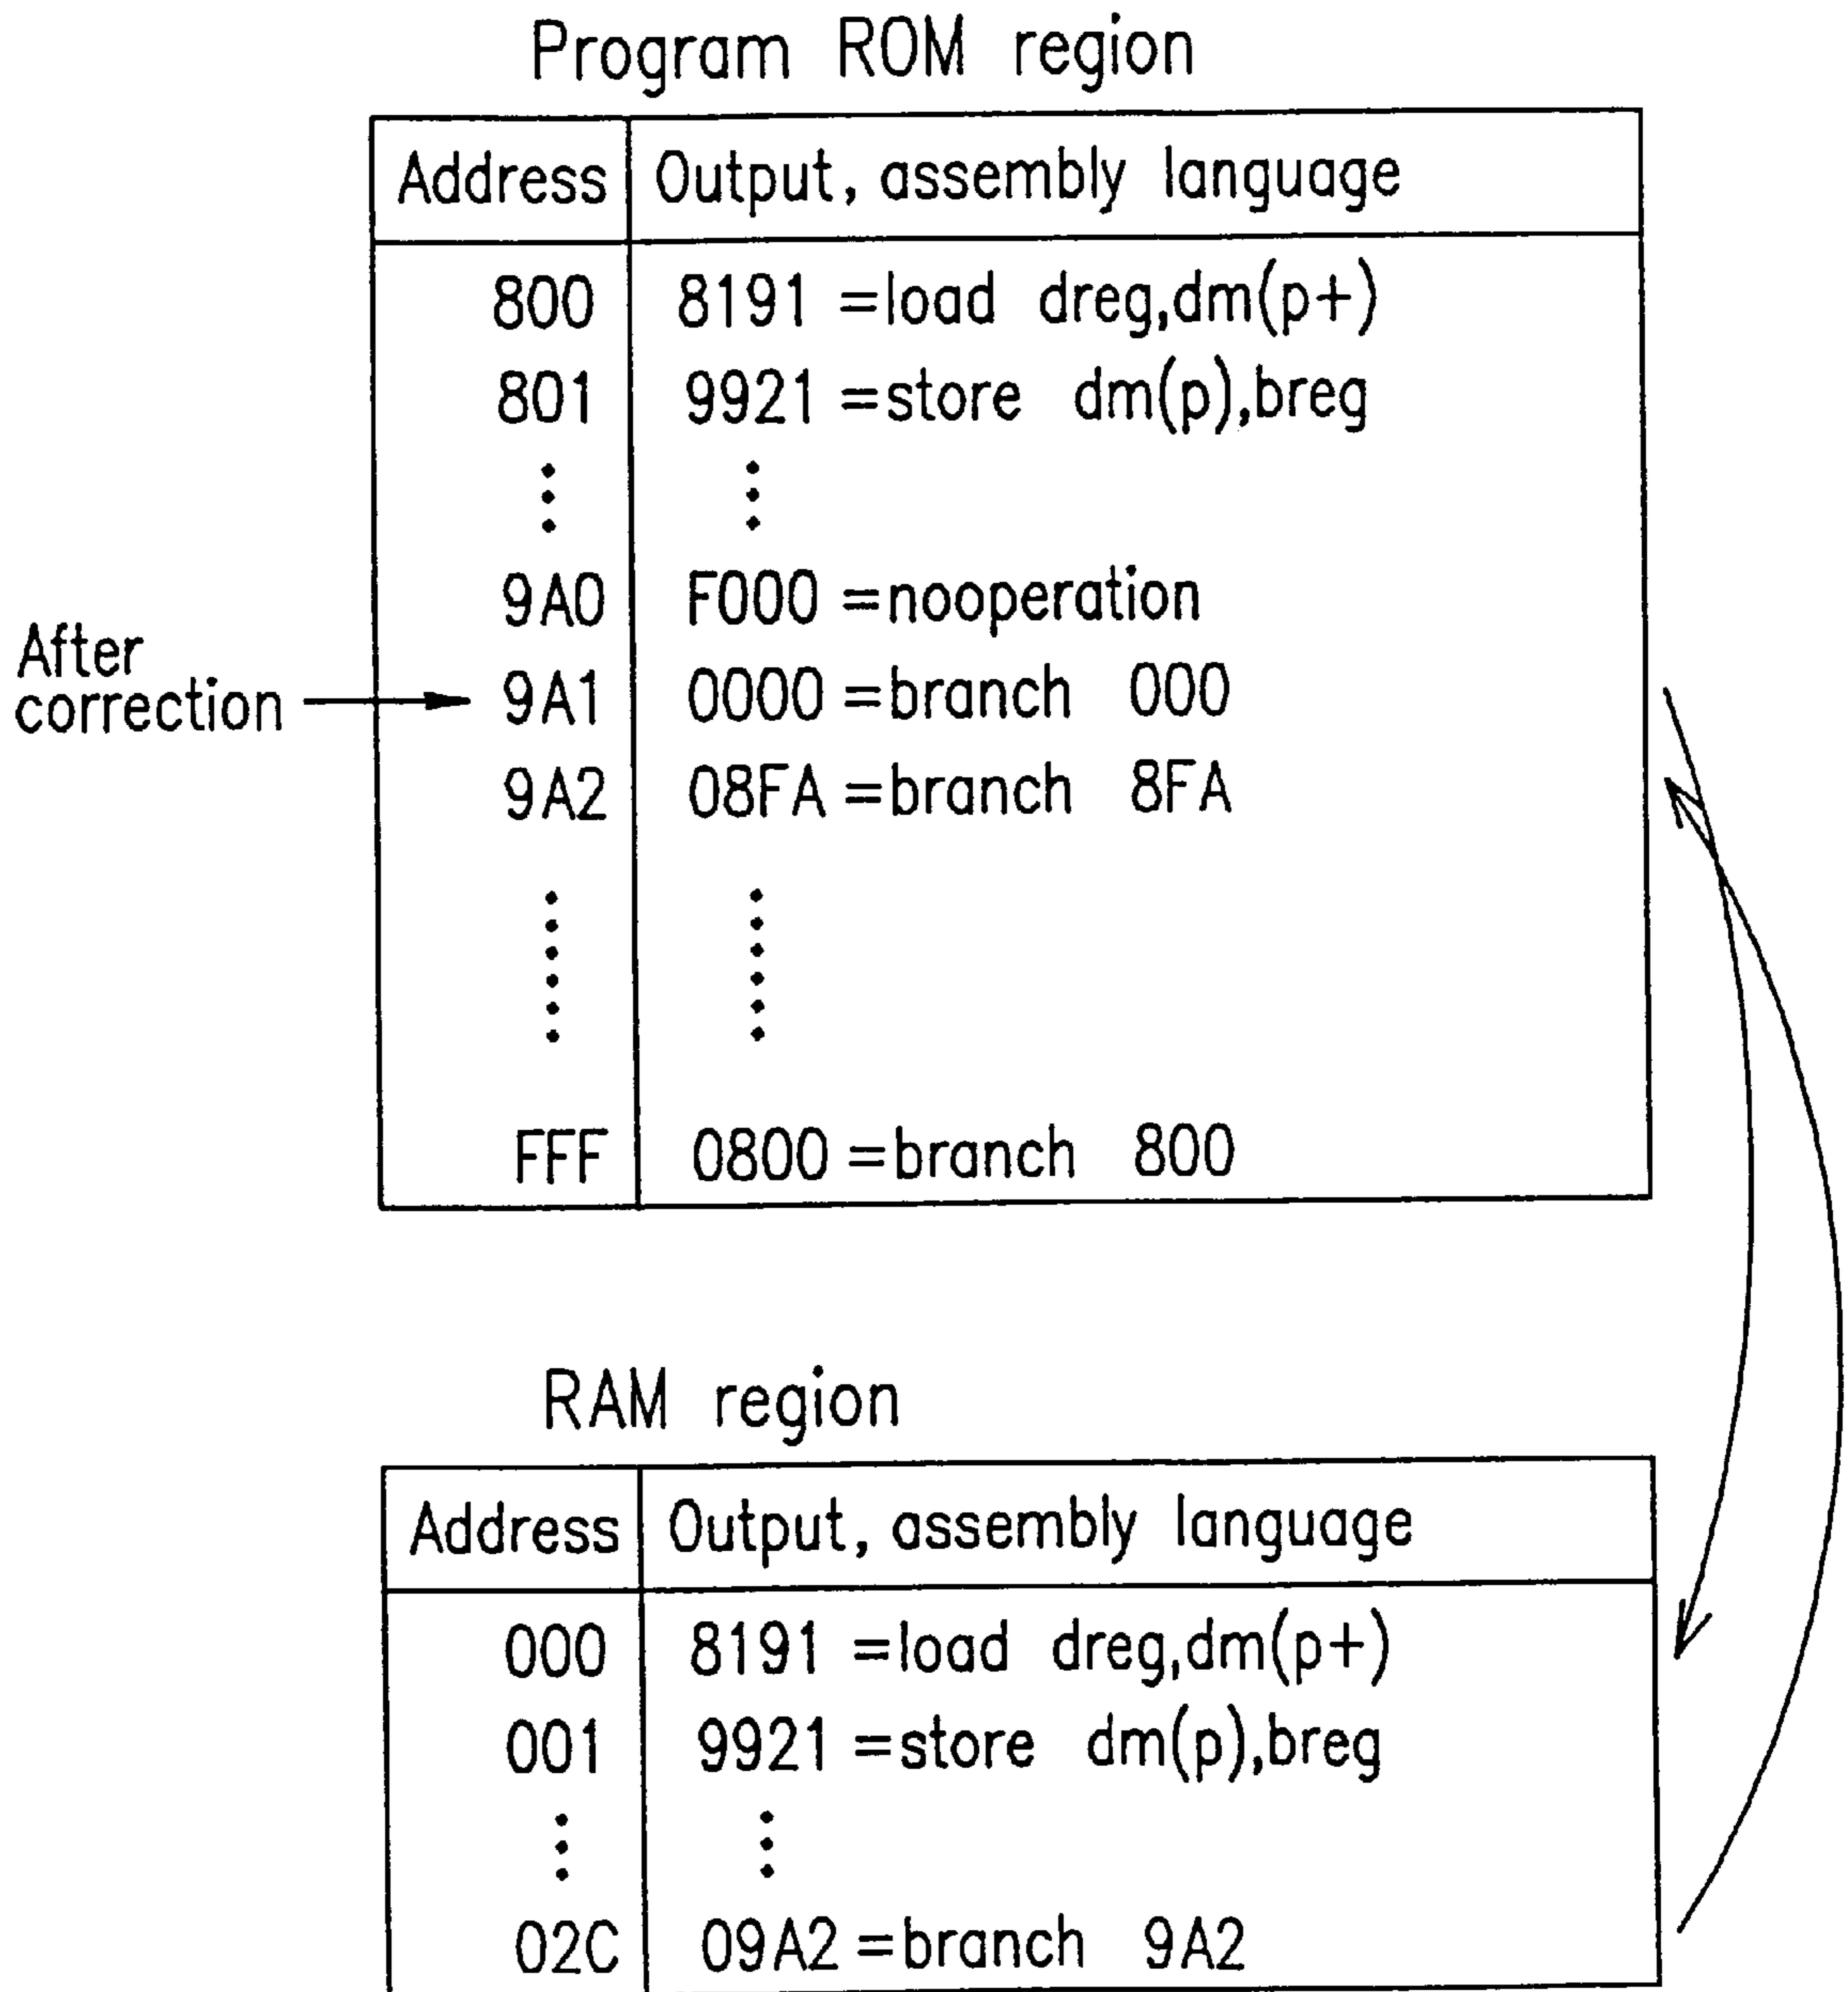 Program ROM region
Address Output, assembly language
800 8191 =load dreg,dm(p+)
801 9921 =store dm(p),breg
9A0 F000 =nooperation
After
correction
9A1 0000 =branch 000
9A2 08FA =branch 8FA
FFF 0800 =branch 800
RAM region
Address Output, assembly language
000 8191 =load dreg,dm(p+)
001 9921 =store dm(p),breg
02C 09A2 =branch 9A2